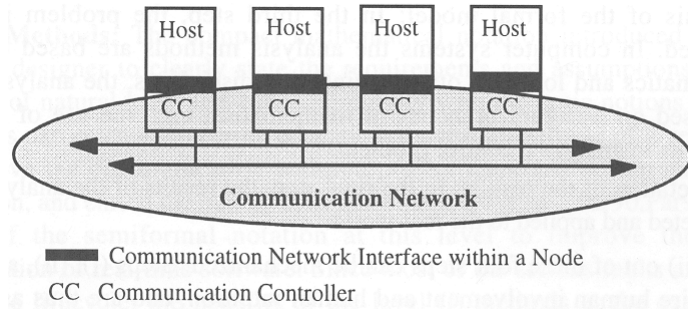 Host Host Host Host
CC CC CC CC
Communication Network
Communication Network Interface within a Node
CC Communication Controller